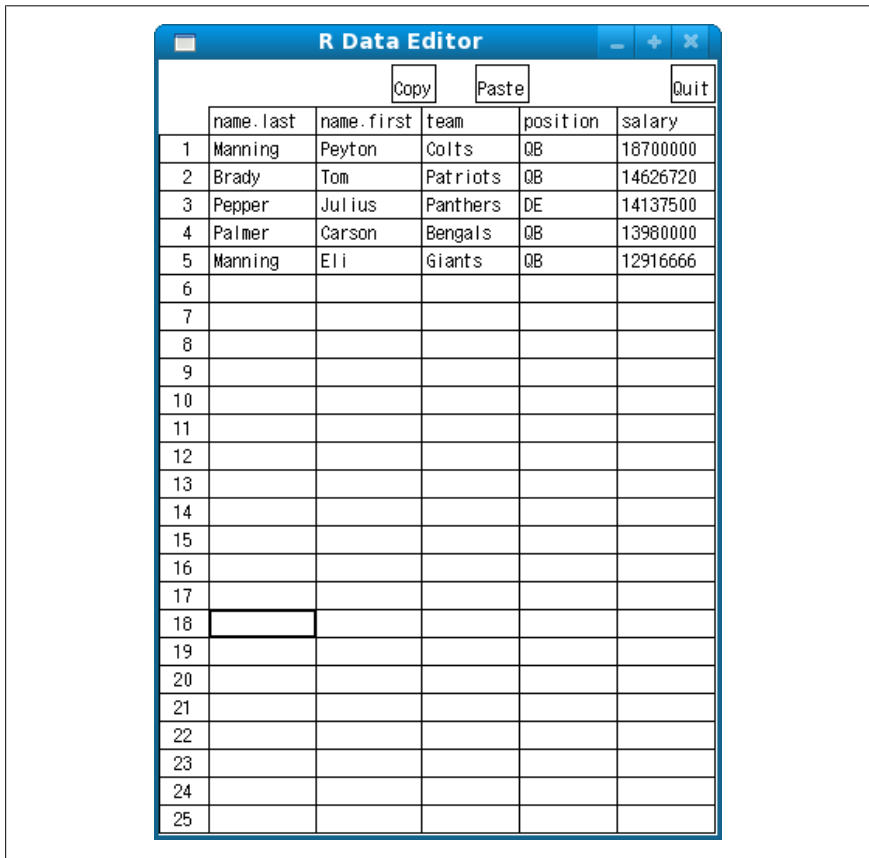 R Data Editor
Copy Paste Quit
name.last name.first team position salary
1 Manning Peyton Colts QB 18700000
2 Brady Tom Patriots QB 14626720
3 Pepper Julius Panthers DE 14137500
4 Palmer Carson Bengals QB 13980000
5 Manning Eli Giants QB 12916666
6
7
8
9
10
11
12
13
14
15
16
17
18
19
20
21
22
23
24
25